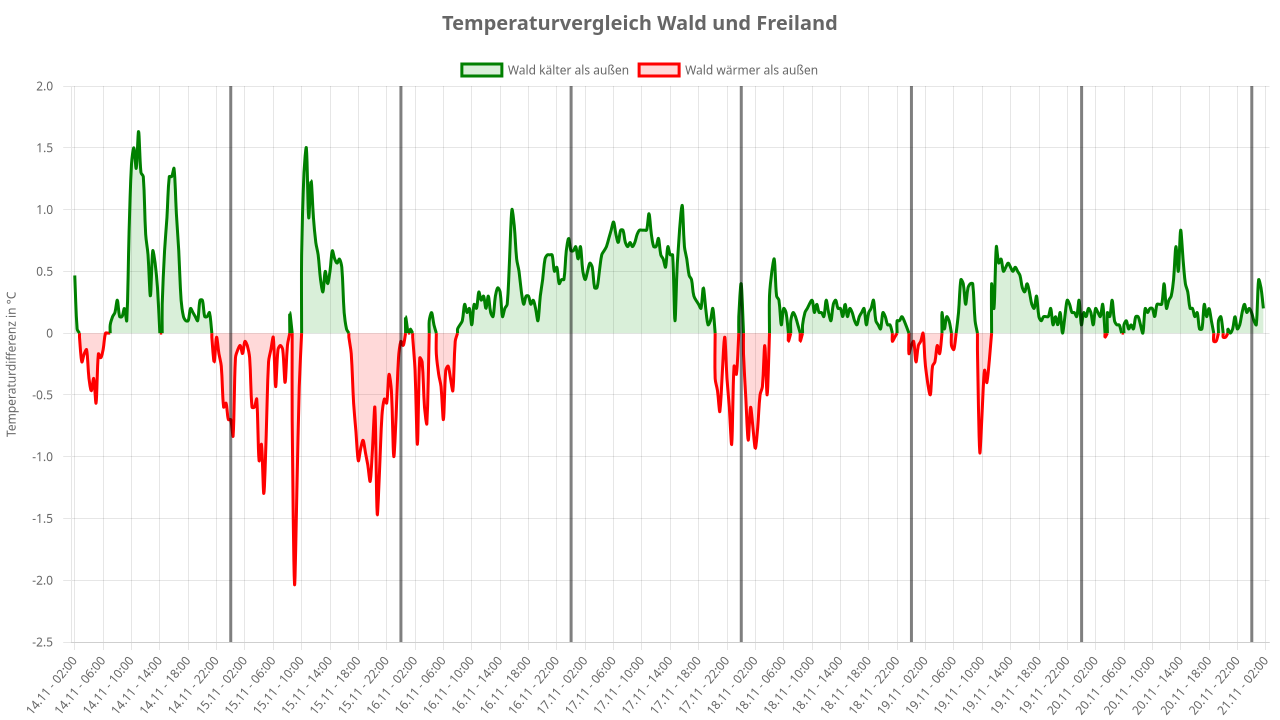 Temperaturvergleich Wald und Freiland
Wald kälter als außen
Wald wärmer als außen
Temperaturdifferenz in °C
2.0
1.5
1.0
0.5
0
-0.5
-1.0
-1.5
-2.0
-2.5
14.11 - 02:00
14.11 - 06:00
14.11 - 10:00
14.11 - 14:00
14.11 - 18:00
14.11 - 22:00
15.11 - 02:00
15.11 - 06:00
15.11 - 10:00
15.11 - 14:00
15.11 - 18:00
15.11 - 22:00
16.11 - 02:00
16.11 - 06:00
16.11 - 10:00
16.11 - 14:00
16.11 - 18:00
16.11 - 22:00
17.11 - 02:00
17.11 - 06:00
17.11 - 10:00
17.11 - 14:00
17.11 - 18:00
17.11 - 22:00
18.11 - 02:00
18.11 - 06:00
18.11 - 10:00
18.11 - 14:00
18.11 - 18:00
18.11 - 22:00
19.11 - 02:00
19.11 - 06:00
19.11 - 10:00
19.11 - 14:00
19.11 - 18:00
19.11 - 22:00
20.11 - 02:00
20.11 - 06:00
20.11 - 10:00
20.11 - 14:00
20.11 - 18:00
20.11 - 22:00
21.11 - 02:00